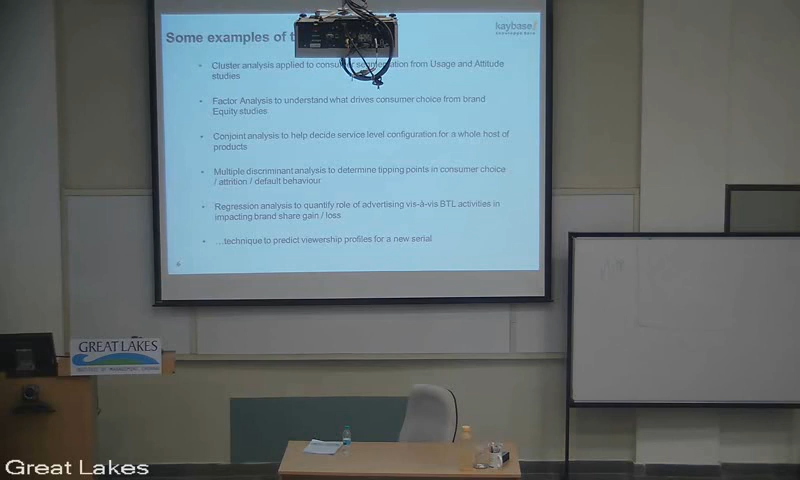 kaybase
Some examples of t
• Cluster analysis applied to consumer segmentation from Usage and Attitude
studies
• Factor Analysis to understand what drives consumer choice from brand
Equity studies
• Conjoint analysis to help decide service level configuration for a whole host of
products
• Multiple discriminant analysis to determine tipping points in consumer choice
/ attrition / default behaviour
• Regression analysis to quantify role of advertising vis-à-vis BTL activities in
impacting brand share gain / loss
• …technique to predict viewership profiles for a new serial
GREAT LAKES
INSTITUTE OF MANAGEMENT, CHENNAI
Great Lakes